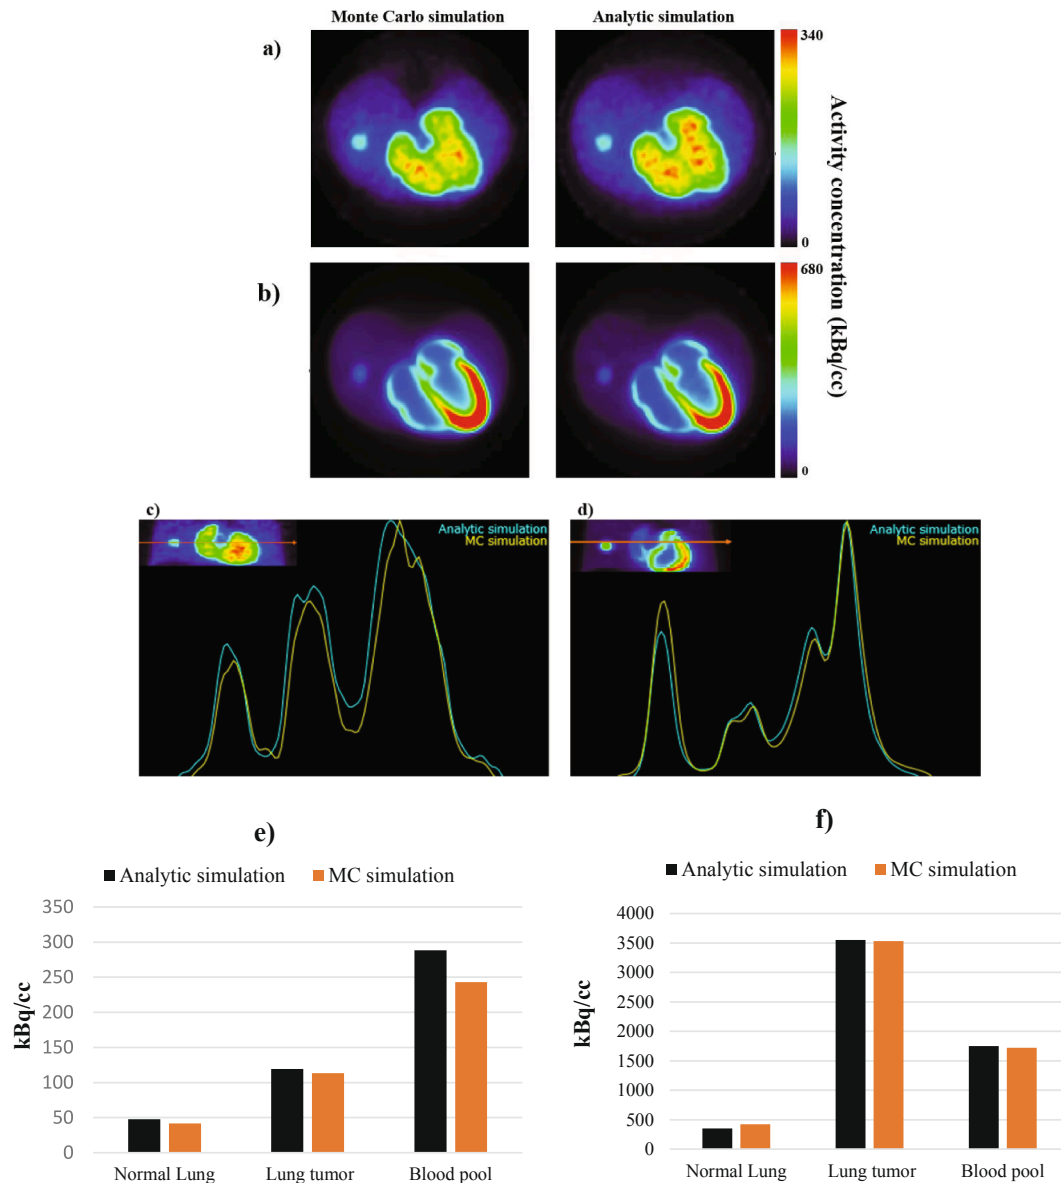 Monte Carlo simulation
Analytic simulation
a)
340
0
b)
680
0
Activity concentration (kBq/cc)
c)
Analytic simulation
MC simulation
d)
Analytic simulation
MC simulation
e)
Analytic simulation
MC simulation
350
300
250
200
150
100
50
0
kBq/cc
Normal Lung
Lung tumor
Blood pool
f)
Analytic simulation
MC simulation
4000
3500
3000
2500
2000
1500
1000
500
0
kBq/cc
Normal Lung
Lung tumor
Blood pool